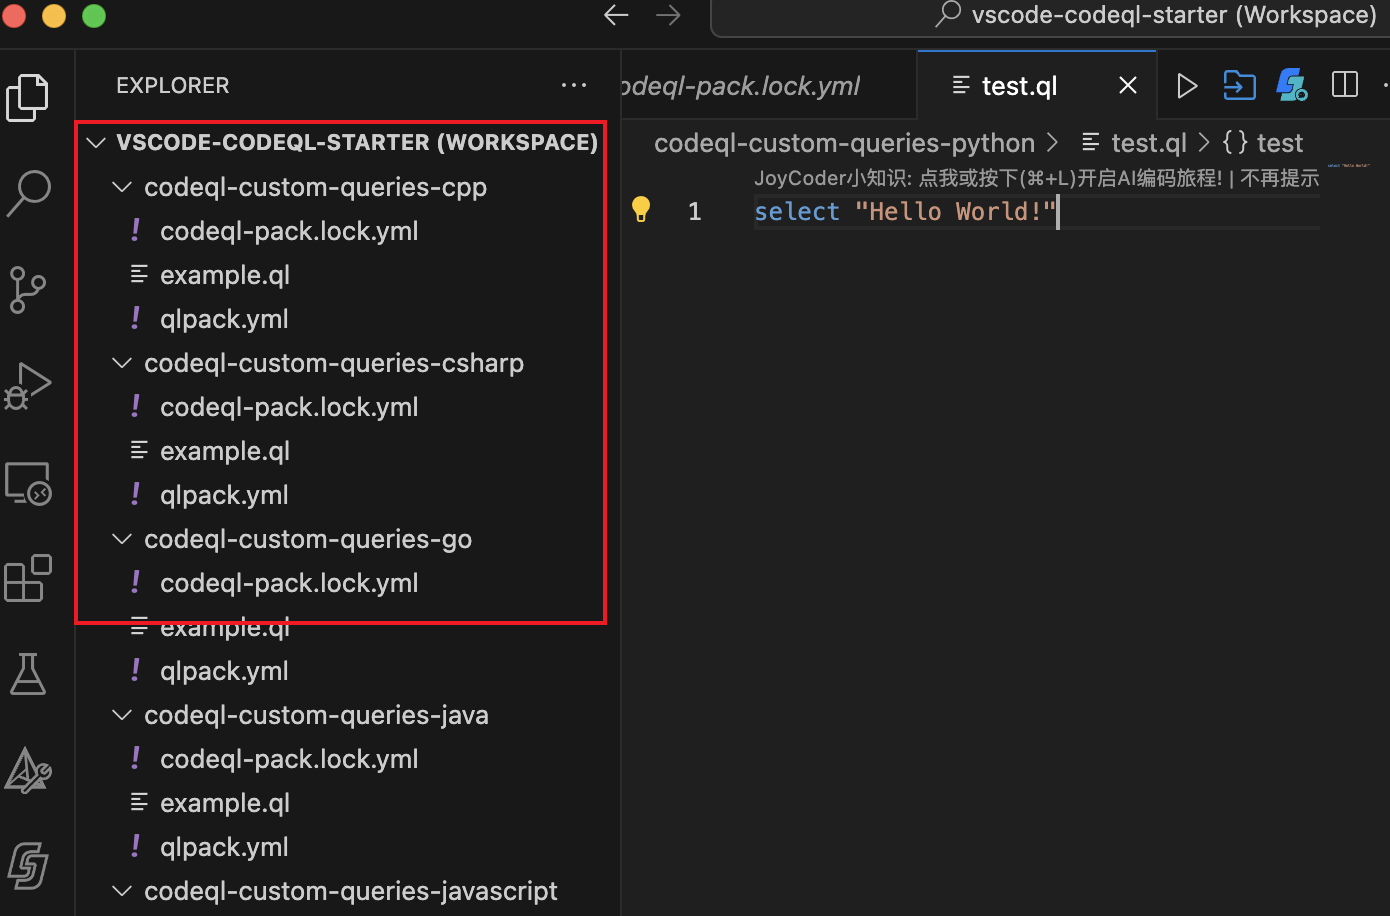 vscode-codeql-starter (Workspace)
EXPLORER
VSCODE-CODEQL-STARTER (WORKSPACE)
codeql-custom-queries-cpp
! codeql-pack.lock.yml
example.ql
! qlpack.yml
codeql-custom-queries-csharp
! codeql-pack.lock.yml
example.ql
! qlpack.yml
codeql-custom-queries-go
! codeql-pack.lock.yml
example.ql
! qlpack.yml
codeql-custom-queries-java
! codeql-pack.lock.yml
example.ql
! qlpack.yml
codeql-custom-queries-javascript
odeql-pack.lock.yml
test.ql
codeql-custom-queries-python > test.ql > {} test
JoyCoder小知识: 点我或按下(⌘+L)开启AI编码旅程! | 不再提示
1 select "Hello World!"
select "Hello World!"